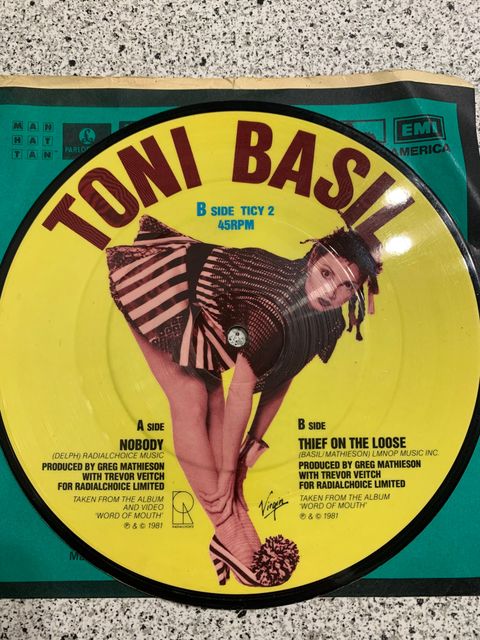 MAN
HAT
TAN
PARLO
EMI
AMERICA
TONI BASIL
B SIDE TICY 2
45RPM
A SIDE
NOBODY
(DELPH) RADIALCHOICE MUSIC
PRODUCED BY GREG MATHIESON
WITH TREVOR VEITCH
FOR RADIALCHOICE LIMITED
TAKEN FROM THE ALBUM
AND VIDEO
'WORD OF MOUTH'
℗ & © 1981
RADIALCHOICE
Virgin
B SIDE
THIEF ON THE LOOSE
(BASIL/MATHIESON) LMNOP MUSIC INC.
PRODUCED BY GREG MATHIESON
WITH TREVOR VEITCH
FOR RADIALCHOICE LIMITED
TAKEN FROM THE ALBUM
'WORD OF MOUTH'
℗ & © 1981
Ma